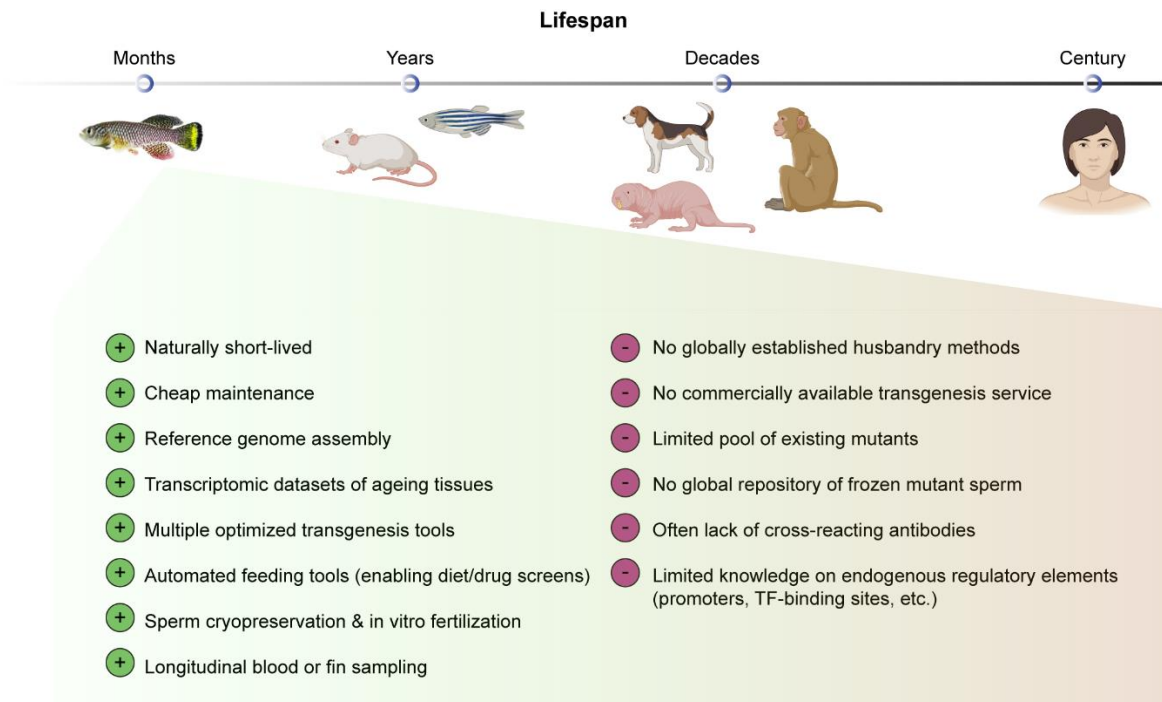 Lifespan
Months
Years
Decades
Century
+ Naturally short-lived
+ Cheap maintenance
+ Reference genome assembly
+ Transcriptomic datasets of ageing tissues
+ Multiple optimized transgenesis tools
+ Automated feeding tools (enabling diet/drug screens)
+ Sperm cryopreservation & in vitro fertilization
+ Longitudinal blood or fin sampling
- No globally established husbandry methods
- No commercially available transgenesis service
- Limited pool of existing mutants
- No global repository of frozen mutant sperm
- Often lack of cross-reacting antibodies
- Limited knowledge on endogenous regulatory elements
(promoters, TF-binding sites, etc.)